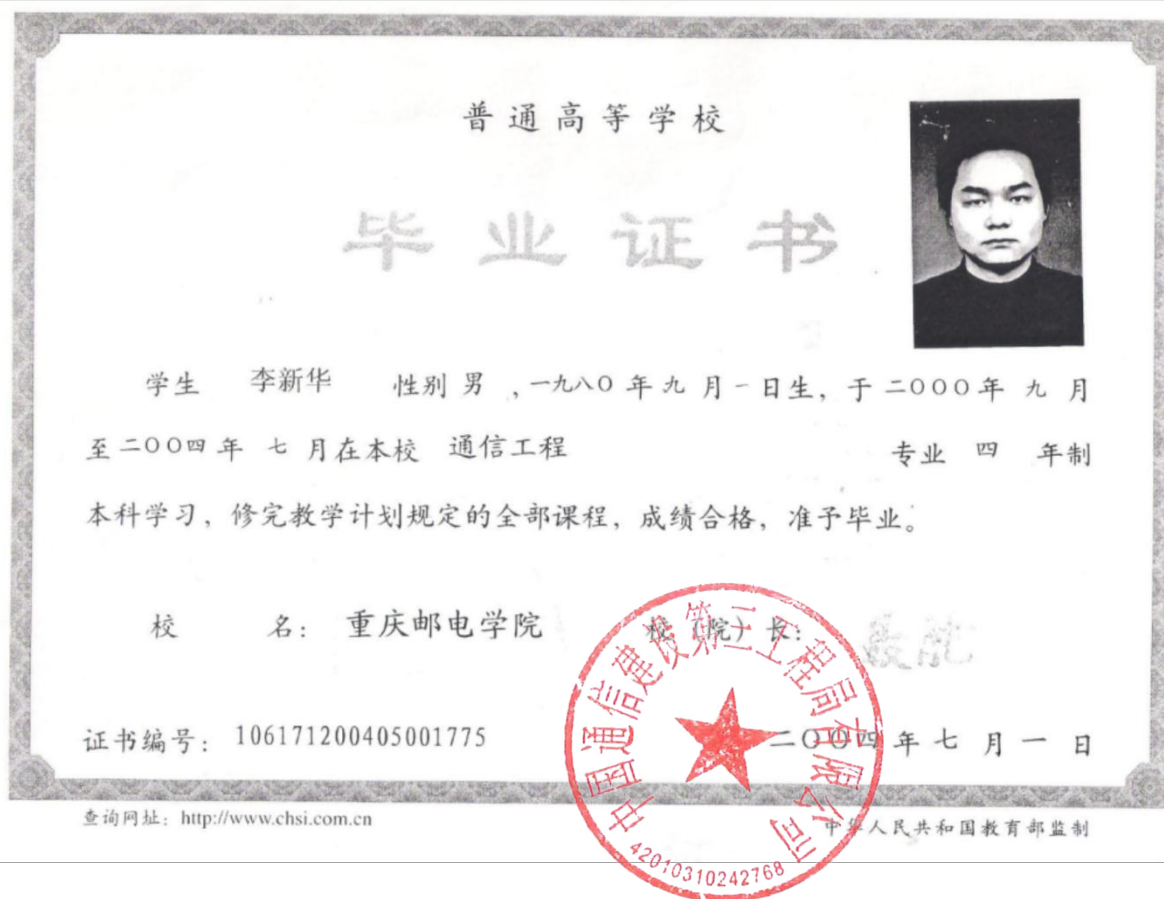 普通高等学校
毕业证书
学生 李新华 性别 男 ,一九八〇年九月一日生，于二〇〇〇年九月
至二〇〇四年七月在本校 通信工程 专业 四 年制
本科学习，修完教学计划规定的全部课程，成绩合格，准予毕业。
校 名：重庆邮电学院 校（院）长：
中国通信建设第三工程局有限公司
证书编号：106171200405001775 二〇〇四年七月一日
查询网址：http://www.chsi.com.cn 中华人民共和国教育部监制
42010310242768